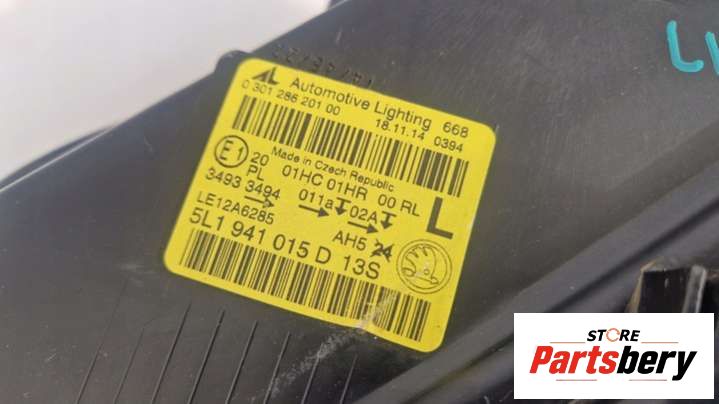 AL Automotive Lighting 668
0 301 286 201 00 18.11.14 0394
Made in Czech Republic
E1 20 01HC 01HR 00 RL
PL 011a 02A
3493 3494 L
LE12A6285 AH5
5L1 941 015 D 13S
STORE
Partsbery